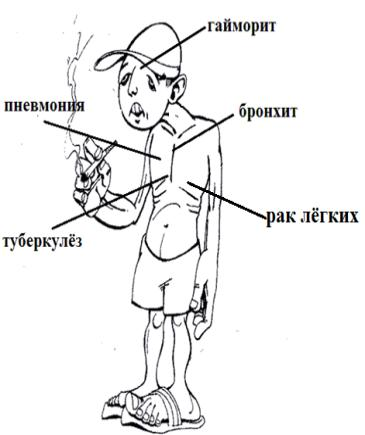 гайморит
пневмония
бронхит
туберкулёз
рак лёгких